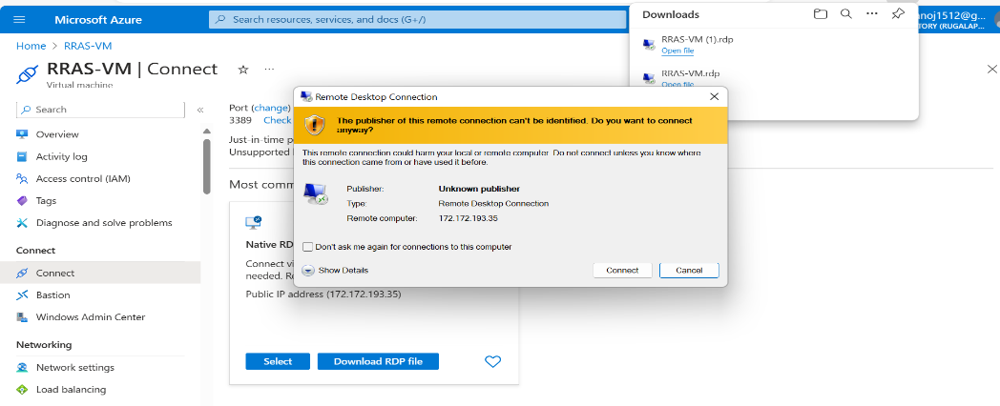 Microsoft Azure
Search resources, services, and docs (G+/)
Downloads
anoj1512@g...
TORY (RUGALAP...
RRAS-VM (1).rdp
Open file
RRAS-VM.rdp
Open file
Home > RRAS-VM
RRAS-VM | Connect
Virtual machine
Search
Overview
Activity log
Access control (IAM)
Tags
Diagnose and solve problems
Connect
Connect
Bastion
Windows Admin Center
Networking
Network settings
Load balancing
Port (change)
3389 Check
Just-in-time p
Unsupported
Most comm
Native RD
Connect vi
needed. R
Public IP address (172.172.193.35)
Select
Download RDP file
Remote Desktop Connection
The publisher of this remote connection can't be identified. Do you want to connect
anyway?
This remote connection could harm your local or remote computer. Do not connect unless you know where
this connection came from or have used it before.
Publisher: Unknown publisher
Type: Remote Desktop Connection
Remote computer: 172.172.193.35
Don't ask me again for connections to this computer
Show Details
Connect
Cancel